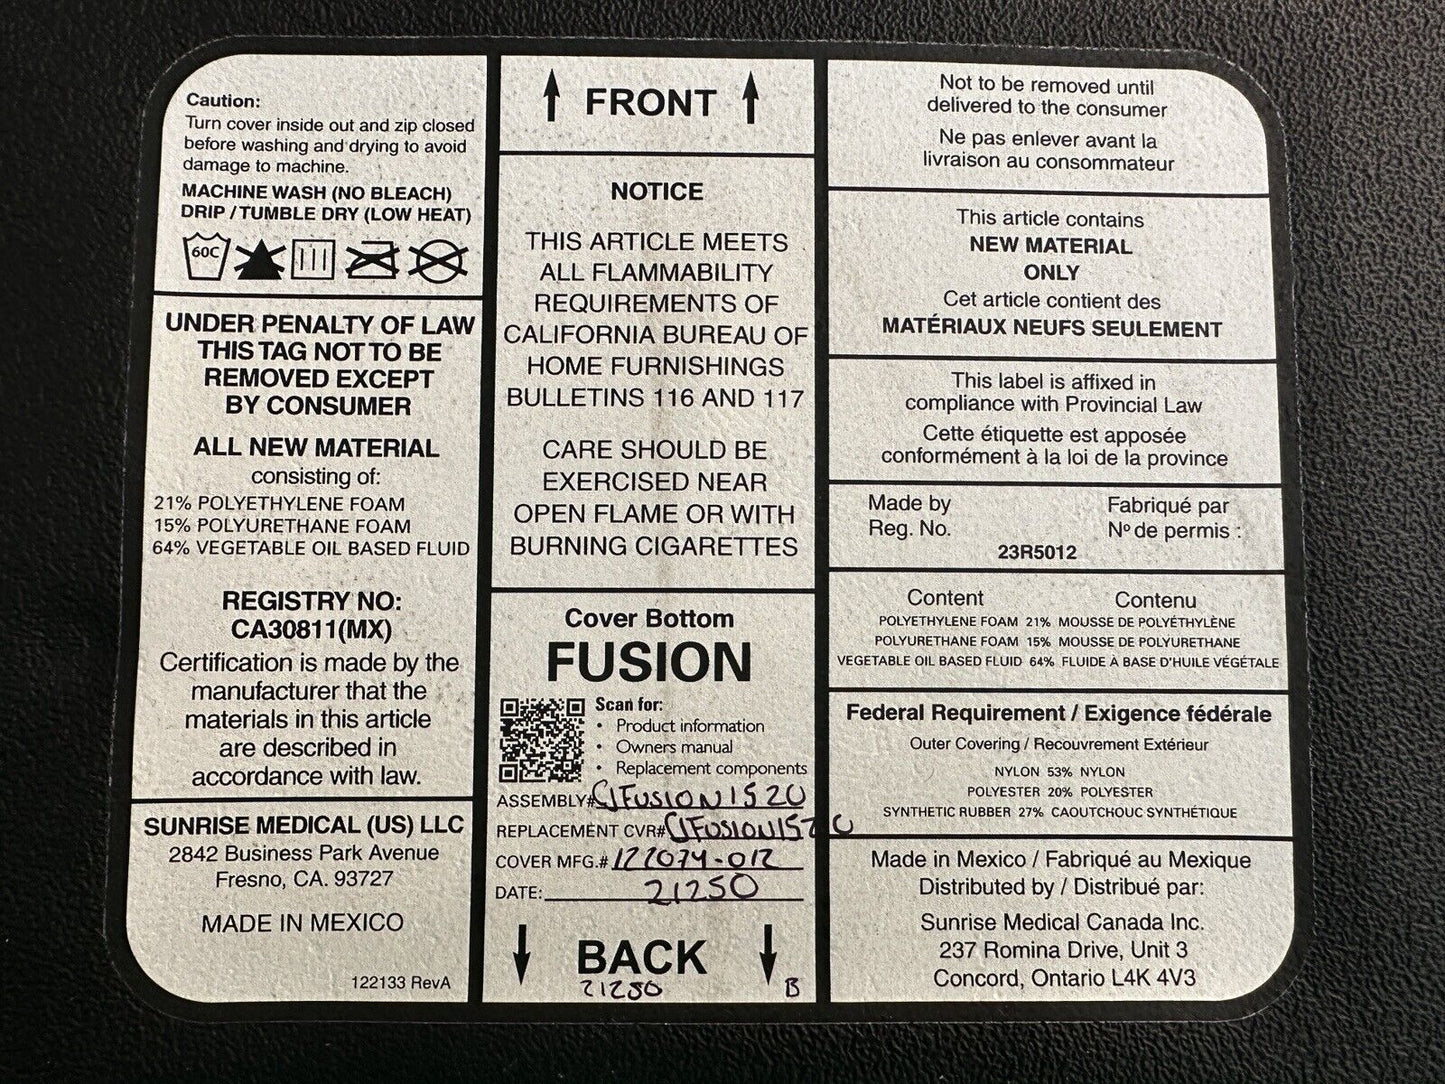 Caution:
Turn cover inside out and zip closed
before washing and drying to avoid
damage to machine.
MACHINE WASH (NO BLEACH)
DRIP / TUMBLE DRY (LOW HEAT)
60C
UNDER PENALTY OF LAW
THIS TAG NOT TO BE
REMOVED EXCEPT
BY CONSUMER
ALL NEW MATERIAL
consisting of:
21% POLYETHYLENE FOAM
15% POLYURETHANE FOAM
64% VEGETABLE OIL BASED FLUID
REGISTRY NO:
CA30811(MX)
Certification is made by the
manufacturer that the
materials in this article
are described in
accordance with law.
SUNRISE MEDICAL (US) LLC
2842 Business Park Avenue
Fresno, CA. 93727
MADE IN MEXICO
122133 RevA
FRONT
NOTICE
THIS ARTICLE MEETS
ALL FLAMMABILITY
REQUIREMENTS OF
CALIFORNIA BUREAU OF
HOME FURNISHINGS
BULLETINS 116 AND 117
CARE SHOULD BE
EXERCISED NEAR
OPEN FLAME OR WITH
BURNING CIGARETTES
Cover Bottom
FUSION
Scan for:
• Product information
• Owners manual
• Replacement components
ASSEMBLY# CJFUSION1520
REPLACEMENT CVR# CJFUSION1520
COVER MFG.# 122074-012
DATE: 21250
BACK
21250 B
Not to be removed until
delivered to the consumer
Ne pas enlever avant la
livraison au consommateur
This article contains
NEW MATERIAL
ONLY
Cet article contient des
MATÉRIAUX NEUFS SEULEMENT
This label is affixed in
compliance with Provincial Law
Cette étiquette est apposée
conformément à la loi de la province
Made by Fabriqué par
Reg. No. Nº de permis :
23R5012
Content Contenu
POLYETHYLENE FOAM 21% MOUSSE DE POLYÉTHYLÈNE
POLYURETHANE FOAM 15% MOUSSE DE POLYURETHANE
VEGETABLE OIL BASED FLUID 64% FLUIDE À BASE D'HUILE VÉGÉTALE
Federal Requirement / Exigence fédérale
Outer Covering / Recouvrement Extérieur
NYLON 53% NYLON
POLYESTER 20% POLYESTER
SYNTHETIC RUBBER 27% CAOUTCHOUC SYNTHÉTIQUE
Made in Mexico / Fabriqué au Mexique
Distributed by / Distribué par:
Sunrise Medical Canada Inc.
237 Romina Drive, Unit 3
Concord, Ontario L4K 4V3